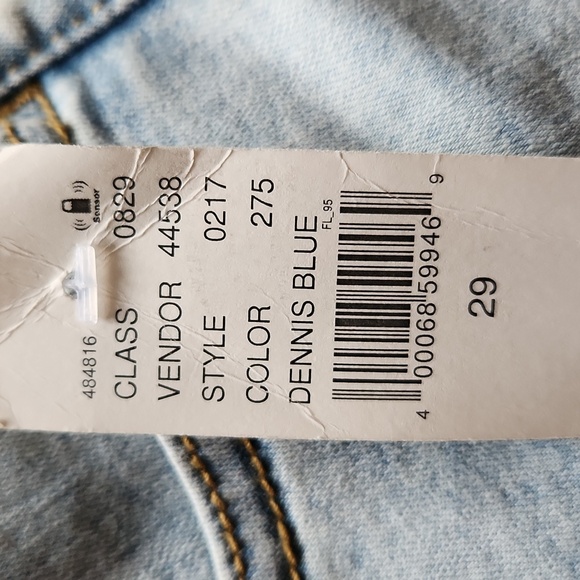 Sensor
484816
CLASS 0829
VENDOR 44538
STYLE 0217
COLOR 275
DENNIS BLUE
FL_95
4 00068 59946 9
29